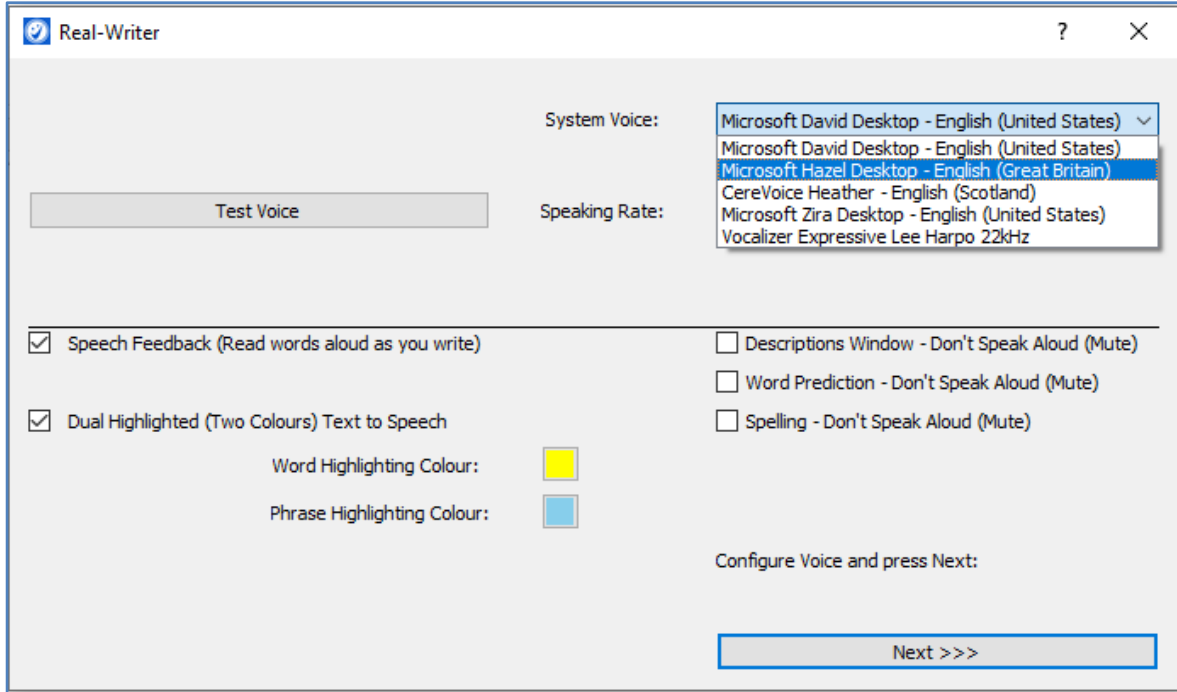 Real-Writer
?
System Voice:
Microsoft David Desktop - English (United States)
Microsoft David Desktop - English (United States)
Microsoft Hazel Desktop - English (Great Britain)
CereVoice Heather - English (Scotland)
Microsoft Zira Desktop - English (United States)
Vocalizer Expressive Lee Harpo 22kHz
Test Voice
Speaking Rate:
Speech Feedback (Read words aloud as you write)
Descriptions Window - Don't Speak Aloud (Mute)
Word Prediction - Don't Speak Aloud (Mute)
Dual Highlighted (Two Colours) Text to Speech
Spelling - Don't Speak Aloud (Mute)
Word Highlighting Colour:
Phrase Highlighting Colour:
Configure Voice and press Next:
Next >>>